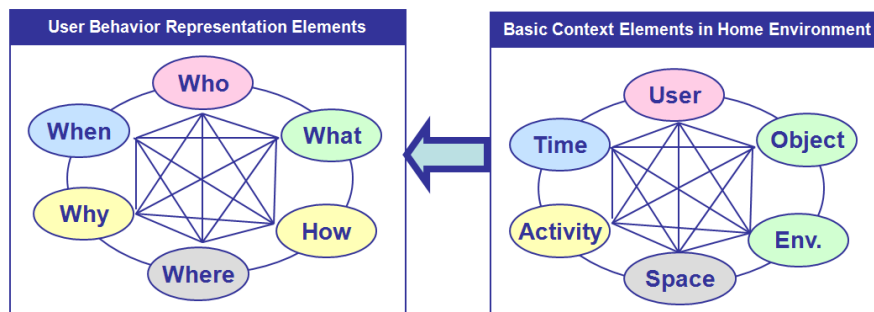 User Behavior Representation Elements
Who
When
What
Why
How
Where
Basic Context Elements in Home Environment
User
Time
Object
Activity
Env.
Space